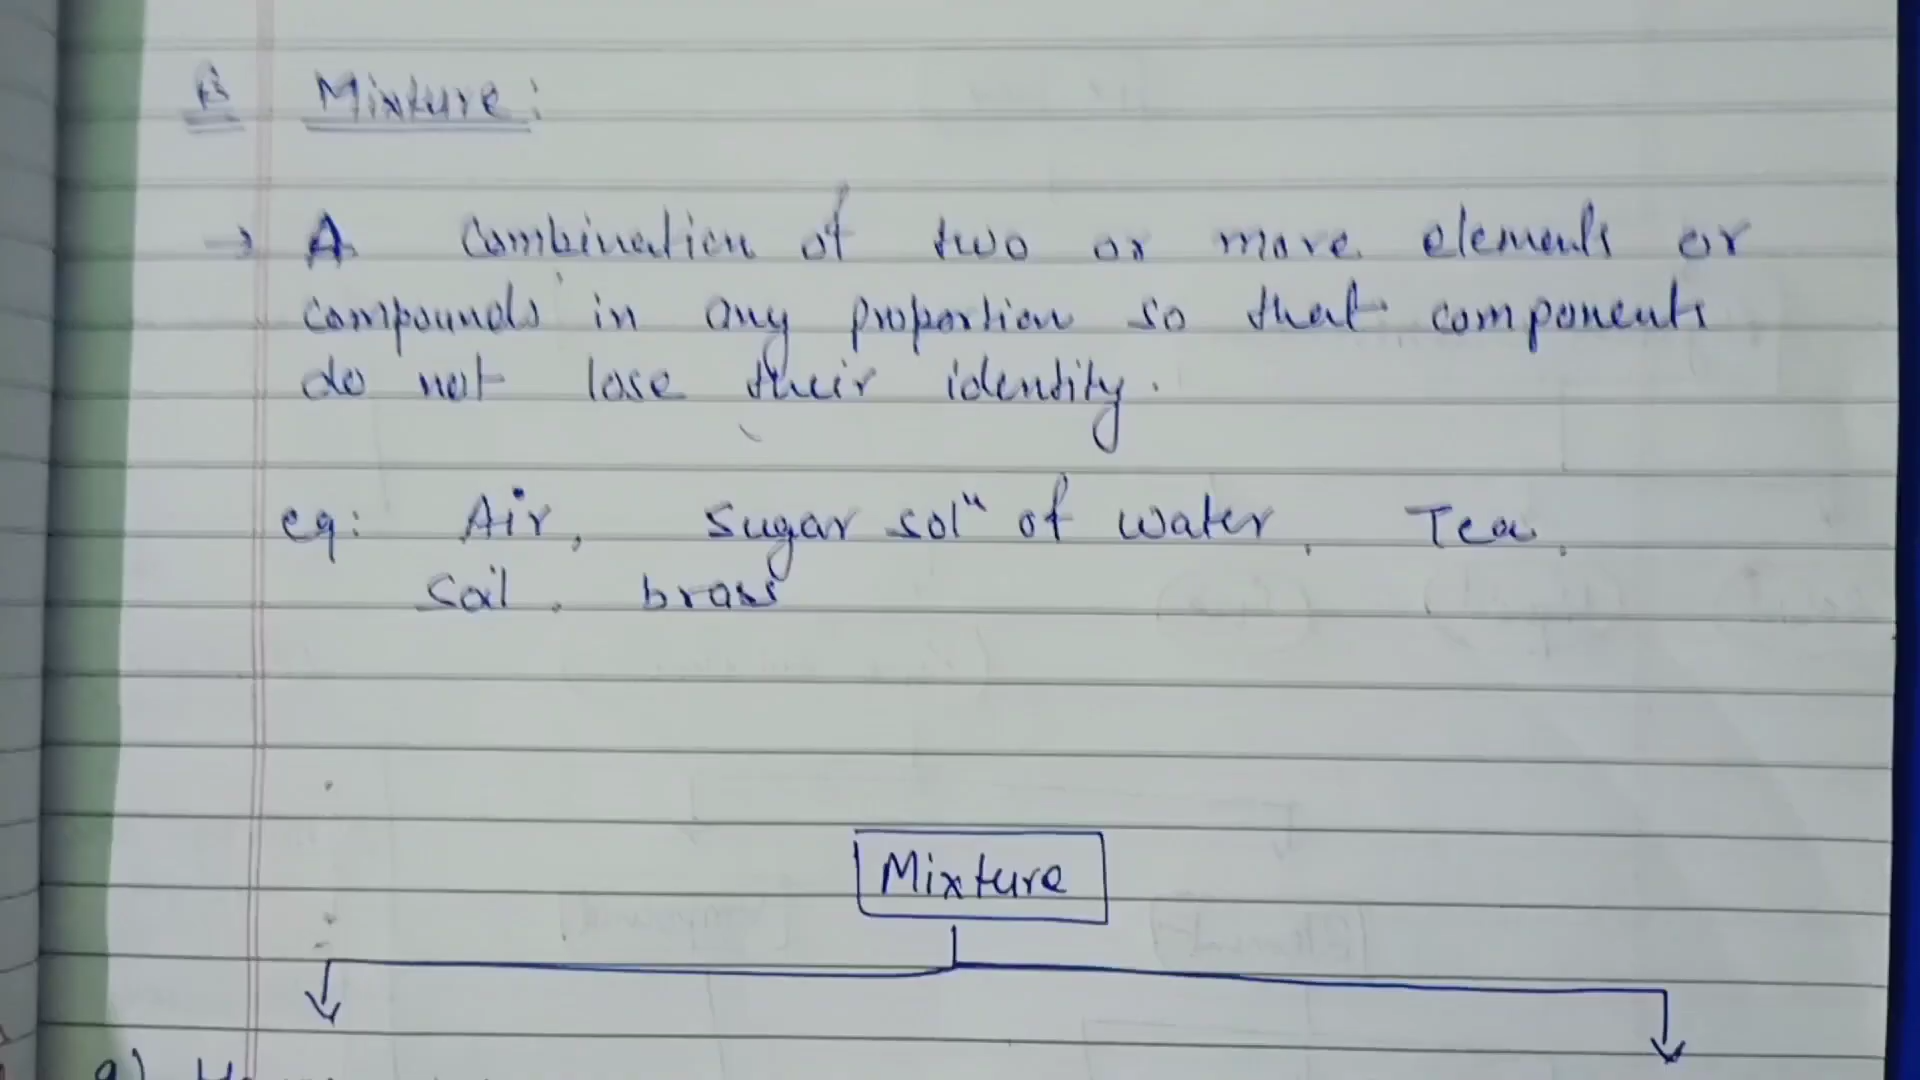 B Mixture:
→ A combination of two or more elements or
compounds in any proportion so that components
do not lose their identity.
eg: Air, Sugar solⁿ of water, Tea,
Soil, brass
Mixture
a)